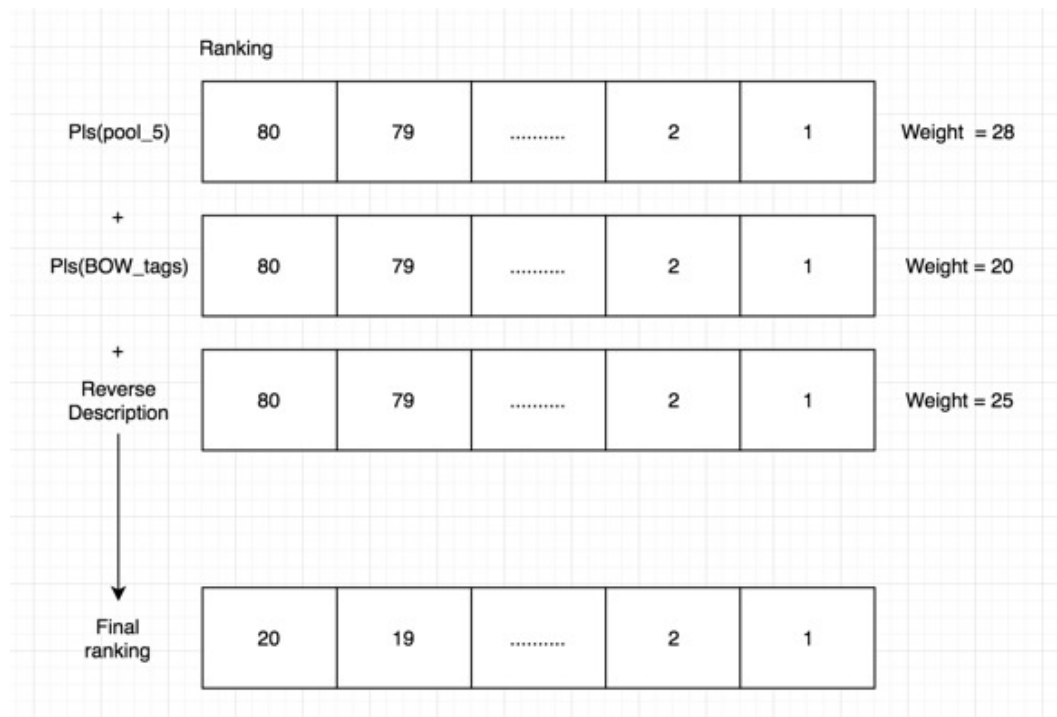 Ranking
Pls(pool_5) 80 79 .......... 2 1 Weight = 28
+
Pls(BOW_tags) 80 79 .......... 2 1 Weight = 20
+
Reverse
Description 80 79 .......... 2 1 Weight = 25
Final
ranking 20 19 .......... 2 1